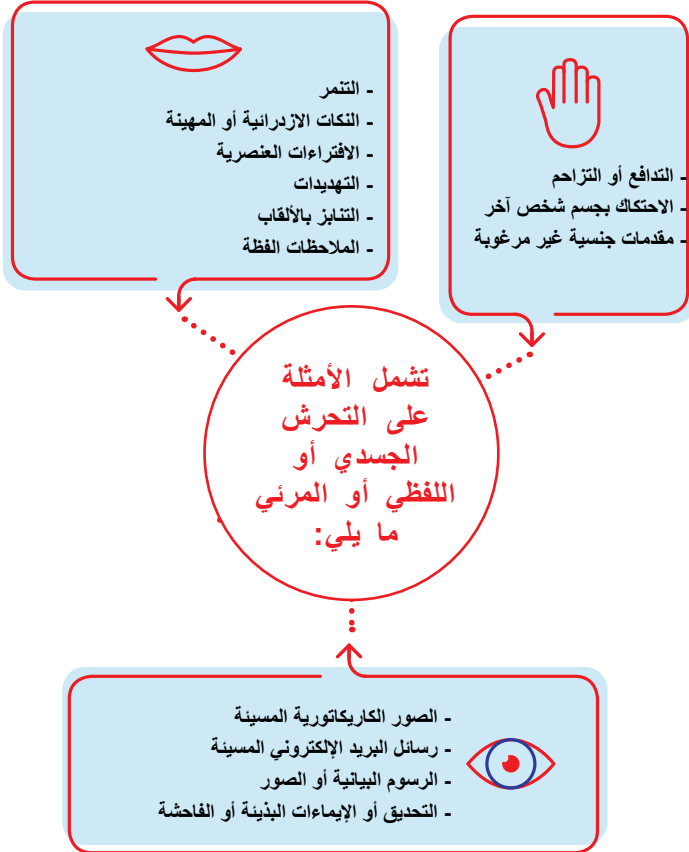 - التدافع أو التزاحم
- الاحتكاك بجسم شخص آخر
- مقدمات جنسية غير مرغوبة
- التنمر
- النكات الازدرائية أو المهينة
- الافتراءات العنصرية
- التهديدات
- التنابز بالألقاب
- الملاحظات الفظة
تشمل الأمثلة
على التحرش
الجسدي أو
اللفظي أو المرئي
ما يلي:
- الصور الكاريكاتورية المسيئة
- رسائل البريد الإلكتروني المسيئة
- الرسوم البيانية أو الصور
- التحديق أو الإيماءات البذيئة أو الفاحشة